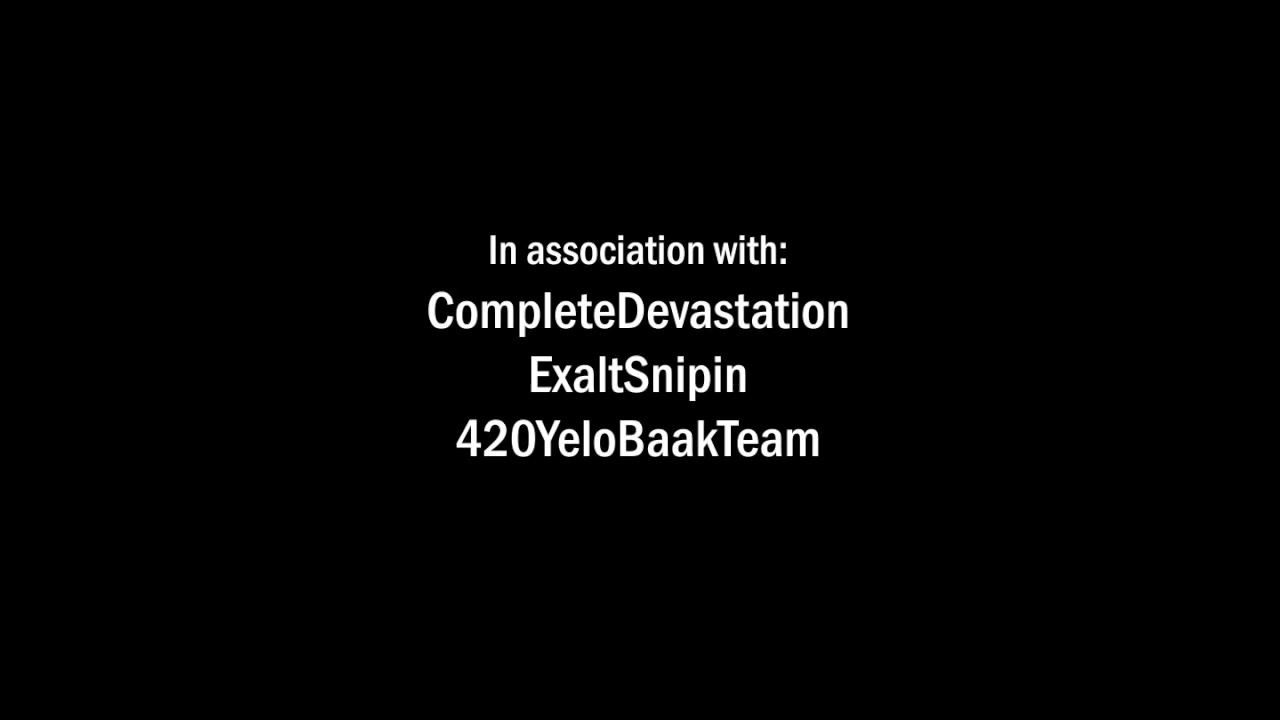 In association with:
CompleteDevastation
ExaltSnipin
420YeloBaakTeam